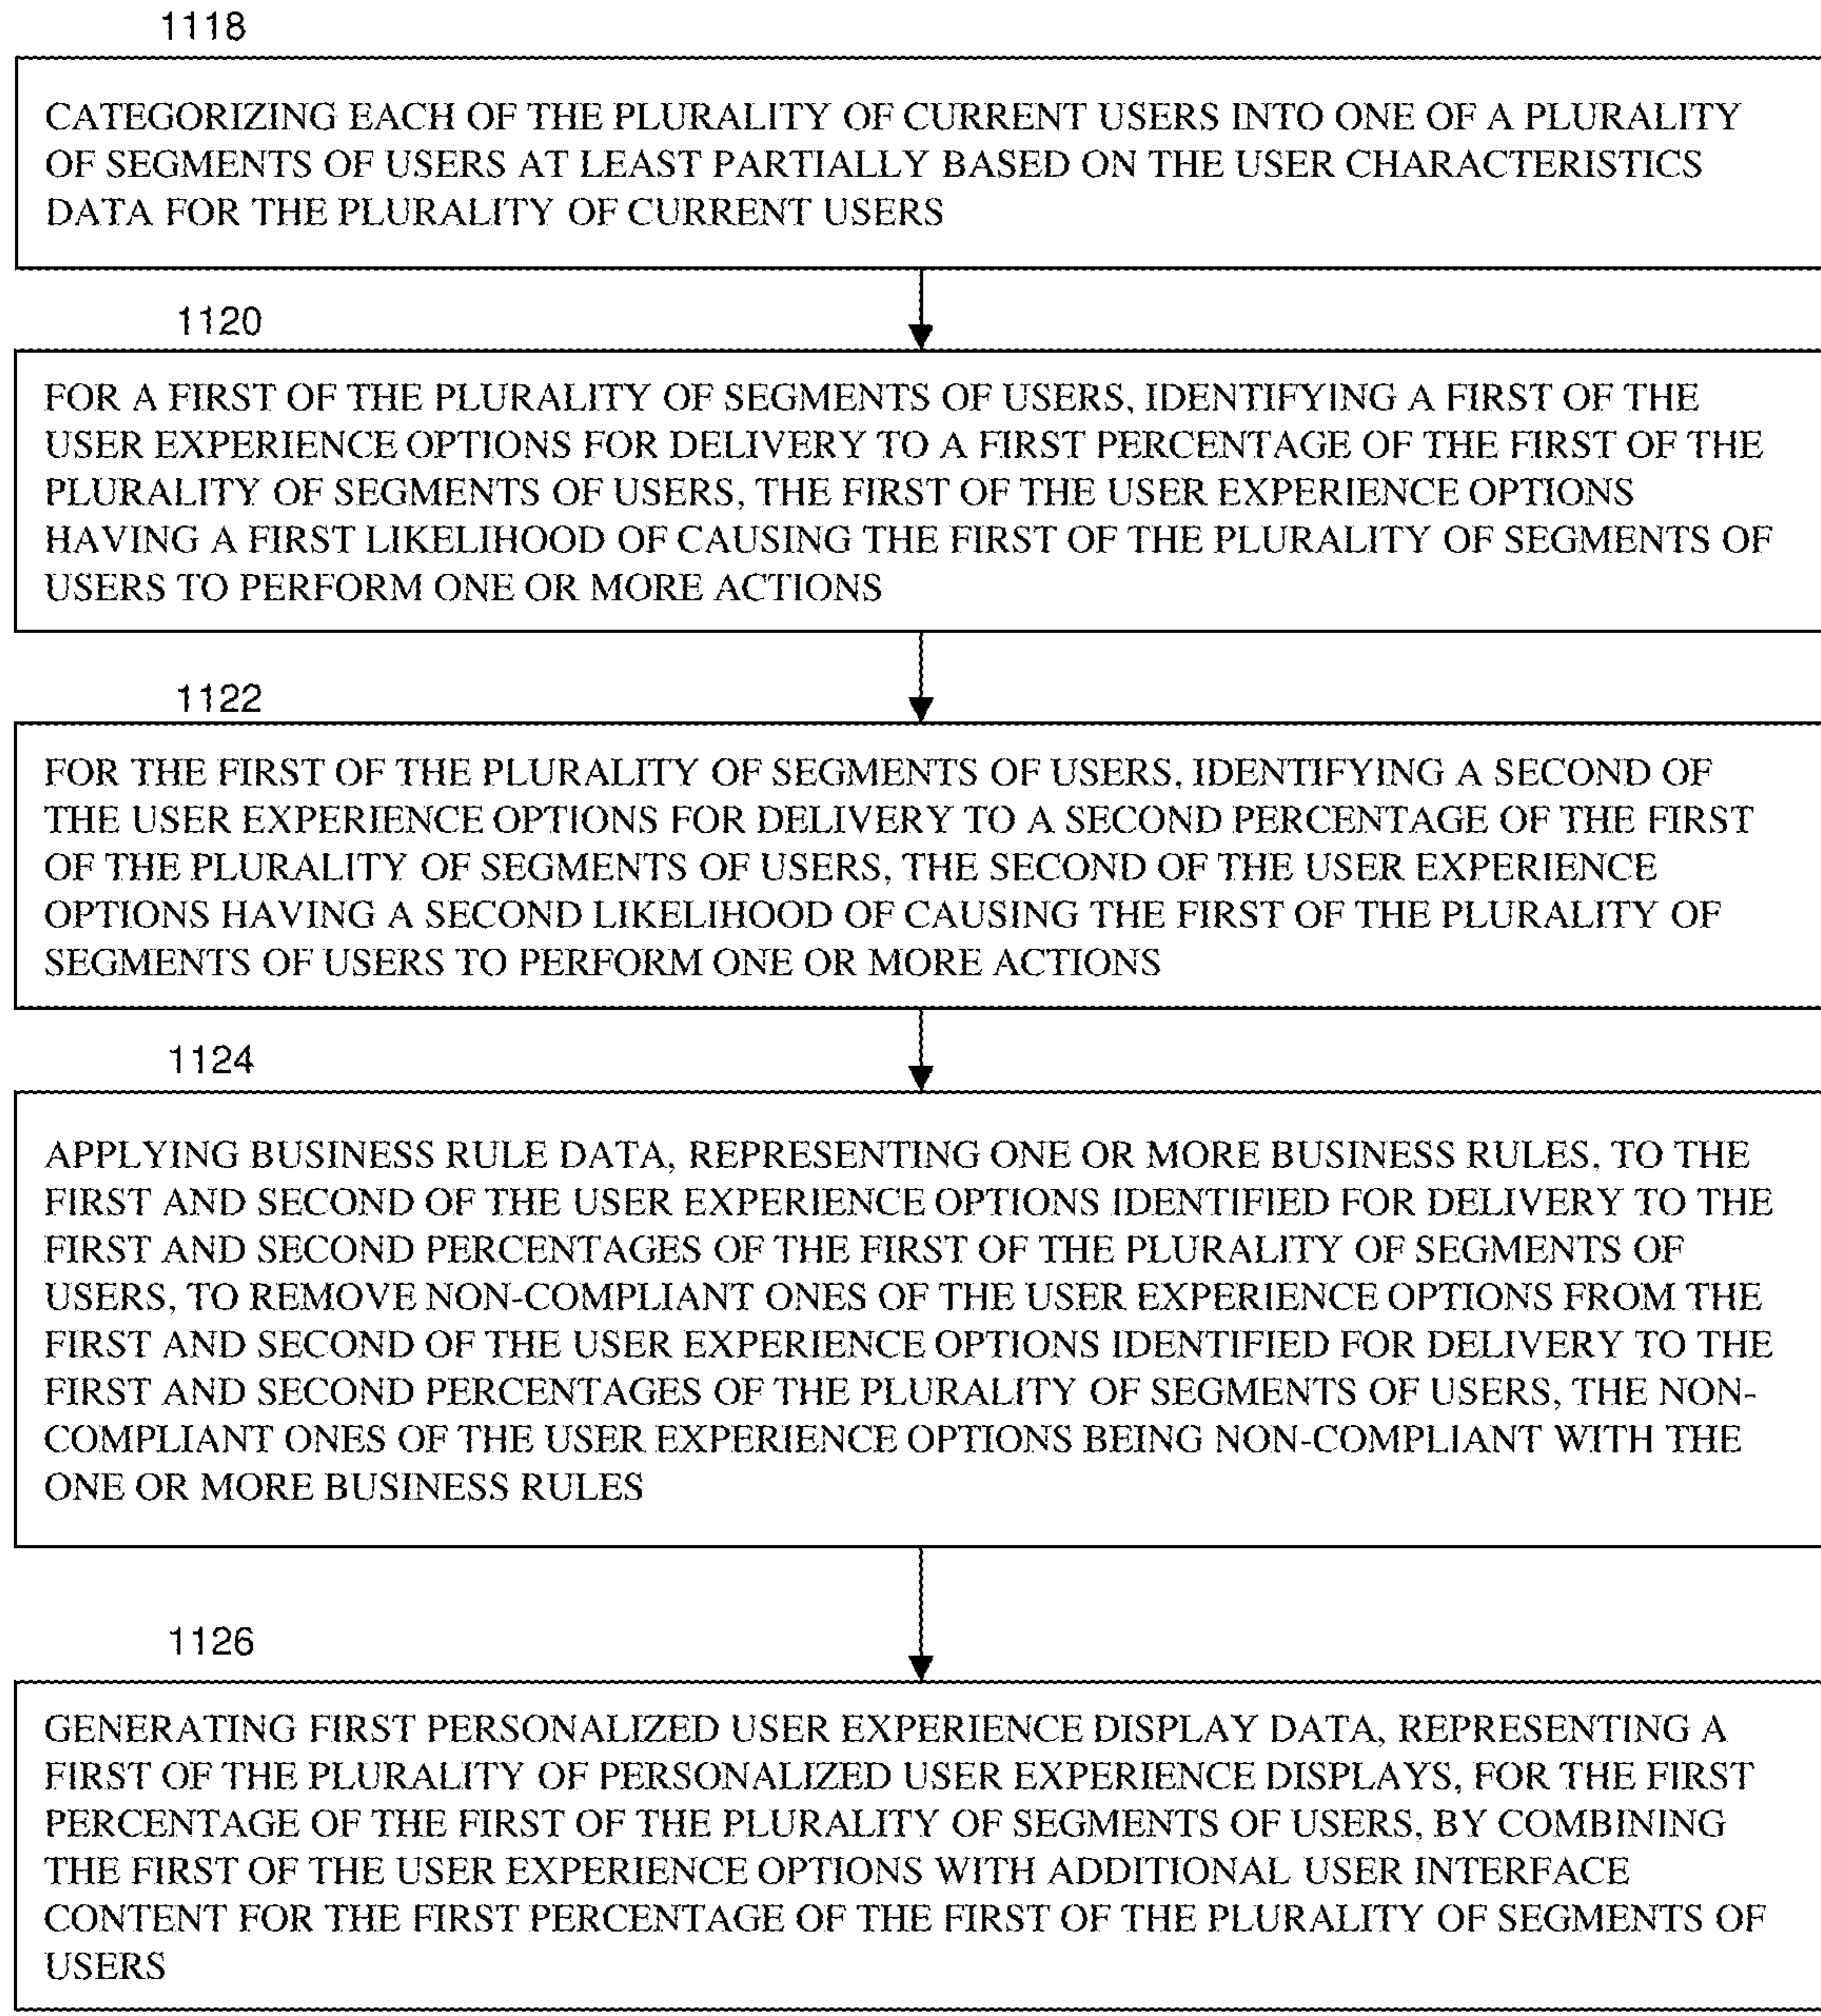 1118
CATEGORIZING EACH OF THE PLURALITY OF CURRENT USERS INTO ONE OF A PLURALITY
OF SEGMENTS OF USERS AT LEAST PARTIALLY BASED ON THE USER CHARACTERISTICS
DATA FOR THE PLURALITY OF CURRENT USERS
1120
FOR A FIRST OF THE PLURALITY OF SEGMENTS OF USERS, IDENTIFYING A FIRST OF THE
USER EXPERIENCE OPTIONS FOR DELIVERY TO A FIRST PERCENTAGE OF THE FIRST OF THE
PLURALITY OF SEGMENTS OF USERS, THE FIRST OF THE USER EXPERIENCE OPTIONS
HAVING A FIRST LIKELIHOOD OF CAUSING THE FIRST OF THE PLURALITY OF SEGMENTS OF
USERS TO PERFORM ONE OR MORE ACTIONS
1122
FOR THE FIRST OF THE PLURALITY OF SEGMENTS OF USERS, IDENTIFYING A SECOND OF
THE USER EXPERIENCE OPTIONS FOR DELIVERY TO A SECOND PERCENTAGE OF THE FIRST
OF THE PLURALITY OF SEGMENTS OF USERS, THE SECOND OF THE USER EXPERIENCE
OPTIONS HAVING A SECOND LIKELIHOOD OF CAUSING THE FIRST OF THE PLURALITY OF
SEGMENTS OF USERS TO PERFORM ONE OR MORE ACTIONS
1124
APPLYING BUSINESS RULE DATA, REPRESENTING ONE OR MORE BUSINESS RULES, TO THE
FIRST AND SECOND OF THE USER EXPERIENCE OPTIONS IDENTIFIED FOR DELIVERY TO THE
FIRST AND SECOND PERCENTAGES OF THE FIRST OF THE PLURALITY OF SEGMENTS OF
USERS, TO REMOVE NON-COMPLIANT ONES OF THE USER EXPERIENCE OPTIONS FROM THE
FIRST AND SECOND OF THE USER EXPERIENCE OPTIONS IDENTIFIED FOR DELIVERY TO THE
FIRST AND SECOND PERCENTAGES OF THE PLURALITY OF SEGMENTS OF USERS, THE NON-
COMPLIANT ONES OF THE USER EXPERIENCE OPTIONS BEING NON-COMPLIANT WITH THE
ONE OR MORE BUSINESS RULES
1126
GENERATING FIRST PERSONALIZED USER EXPERIENCE DISPLAY DATA, REPRESENTING A
FIRST OF THE PLURALITY OF PERSONALIZED USER EXPERIENCE DISPLAYS, FOR THE FIRST
PERCENTAGE OF THE FIRST OF THE PLURALITY OF SEGMENTS OF USERS, BY COMBINING
THE FIRST OF THE USER EXPERIENCE OPTIONS WITH ADDITIONAL USER INTERFACE
CONTENT FOR THE FIRST PERCENTAGE OF THE FIRST OF THE PLURALITY OF SEGMENTS OF
USERS